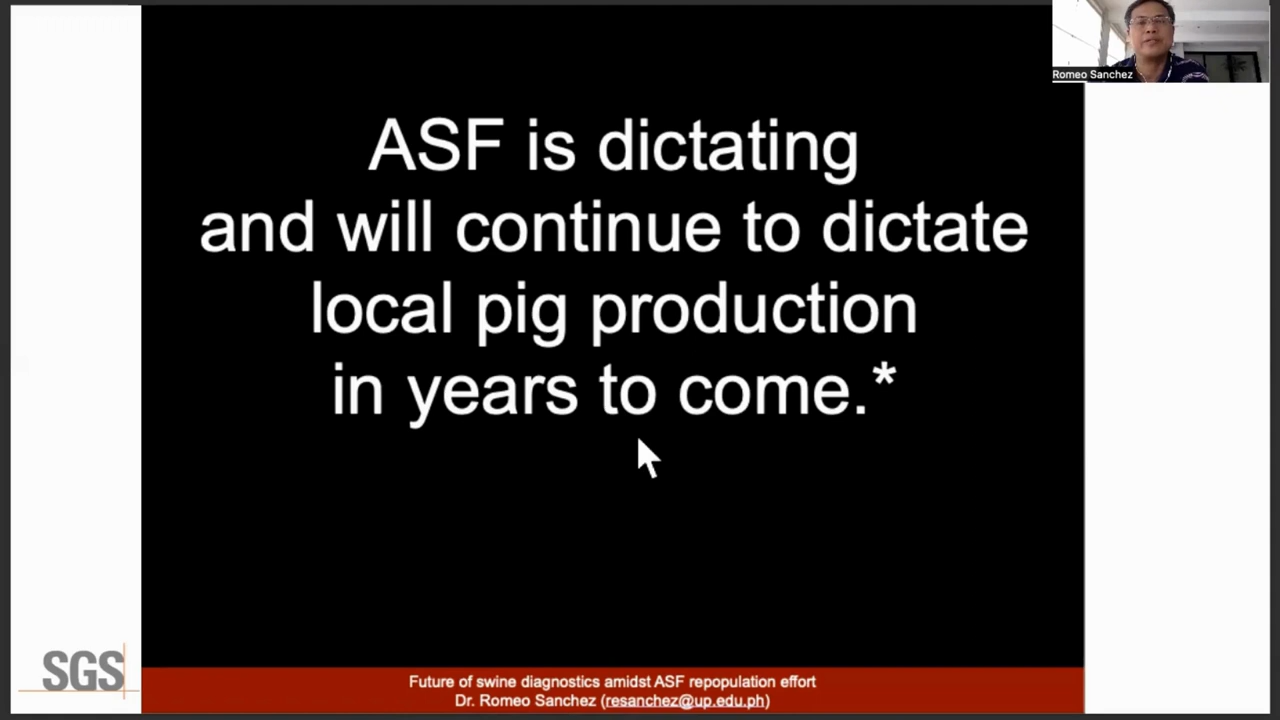 Romeo Sanchez
ASF is dictating
and will continue to dictate
local pig production
in years to come.*
SGS
Future of swine diagnostics amidst ASF repopulation effort
Dr. Romeo Sanchez (resanchez@up.edu.ph)